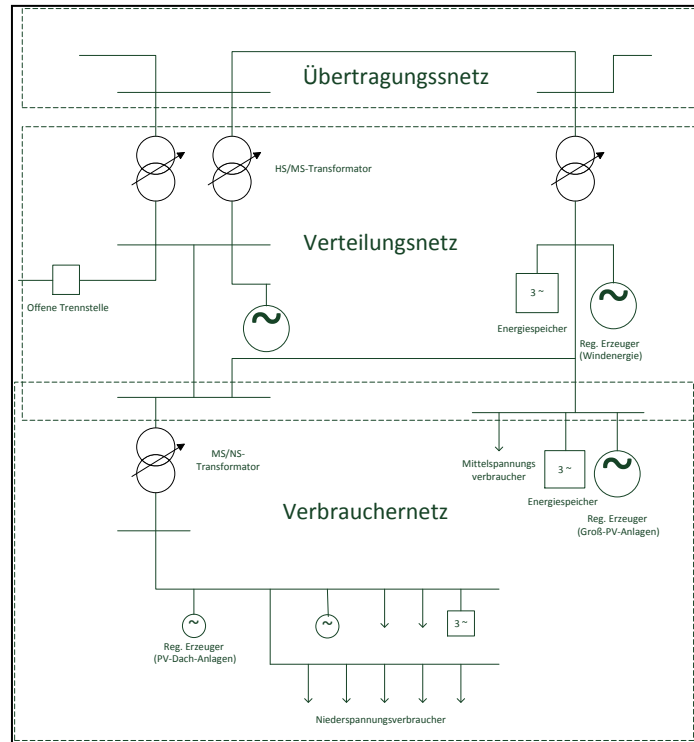 Übertragungssnetz
HS/MS-Transformator
Verteilungsnetz
Offene Trennstelle
3 ~
Energiespeicher
~
Reg. Erzeuger
(Windenergie)
~
MS/NS-
Transformator
Mittelspannungs
verbraucher
3 ~
Energiespeicher
~
Reg. Erzeuger
(Groß-PV-Anlagen)
Verbrauchernetz
~
Reg. Erzeuger
(PV-Dach-Anlagen)
~
3 ~
Niederspannungsverbraucher